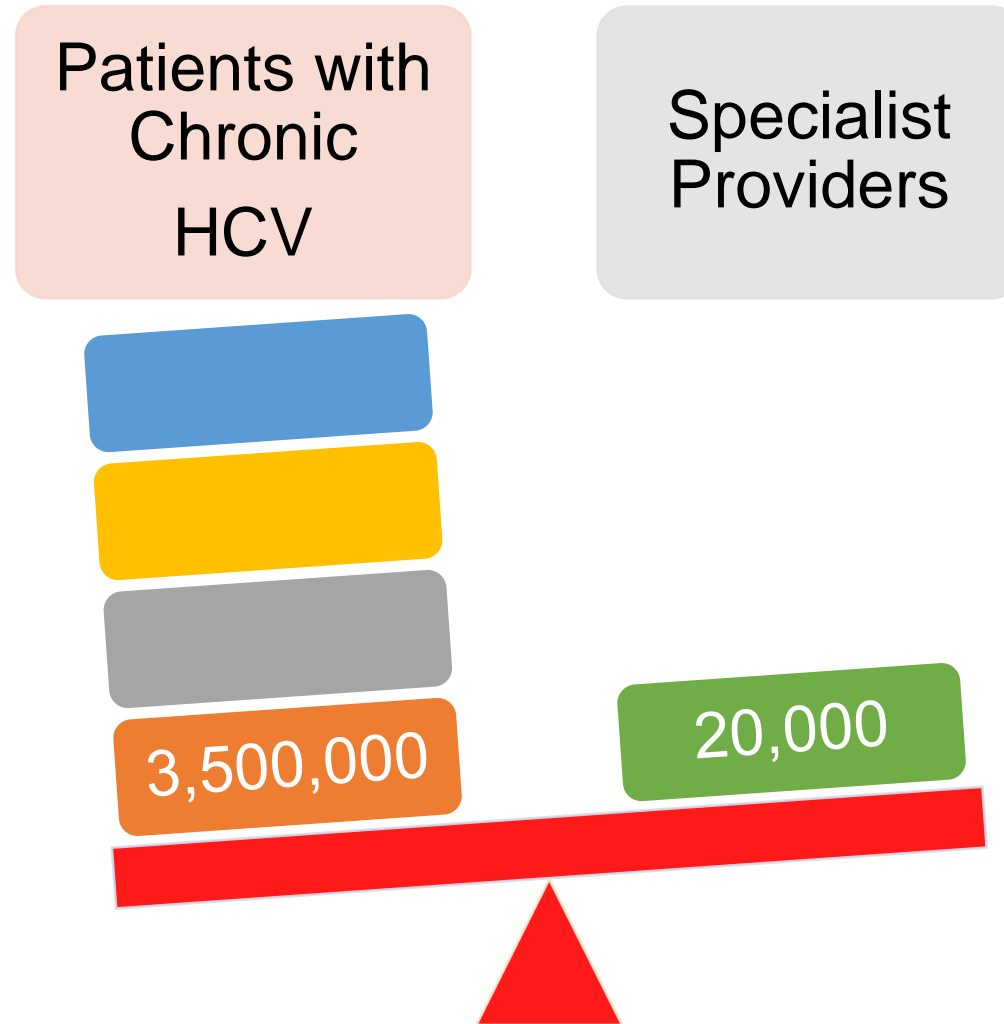 Patients with
Chronic
HCV
Specialist
Providers
3,500,000
20,000